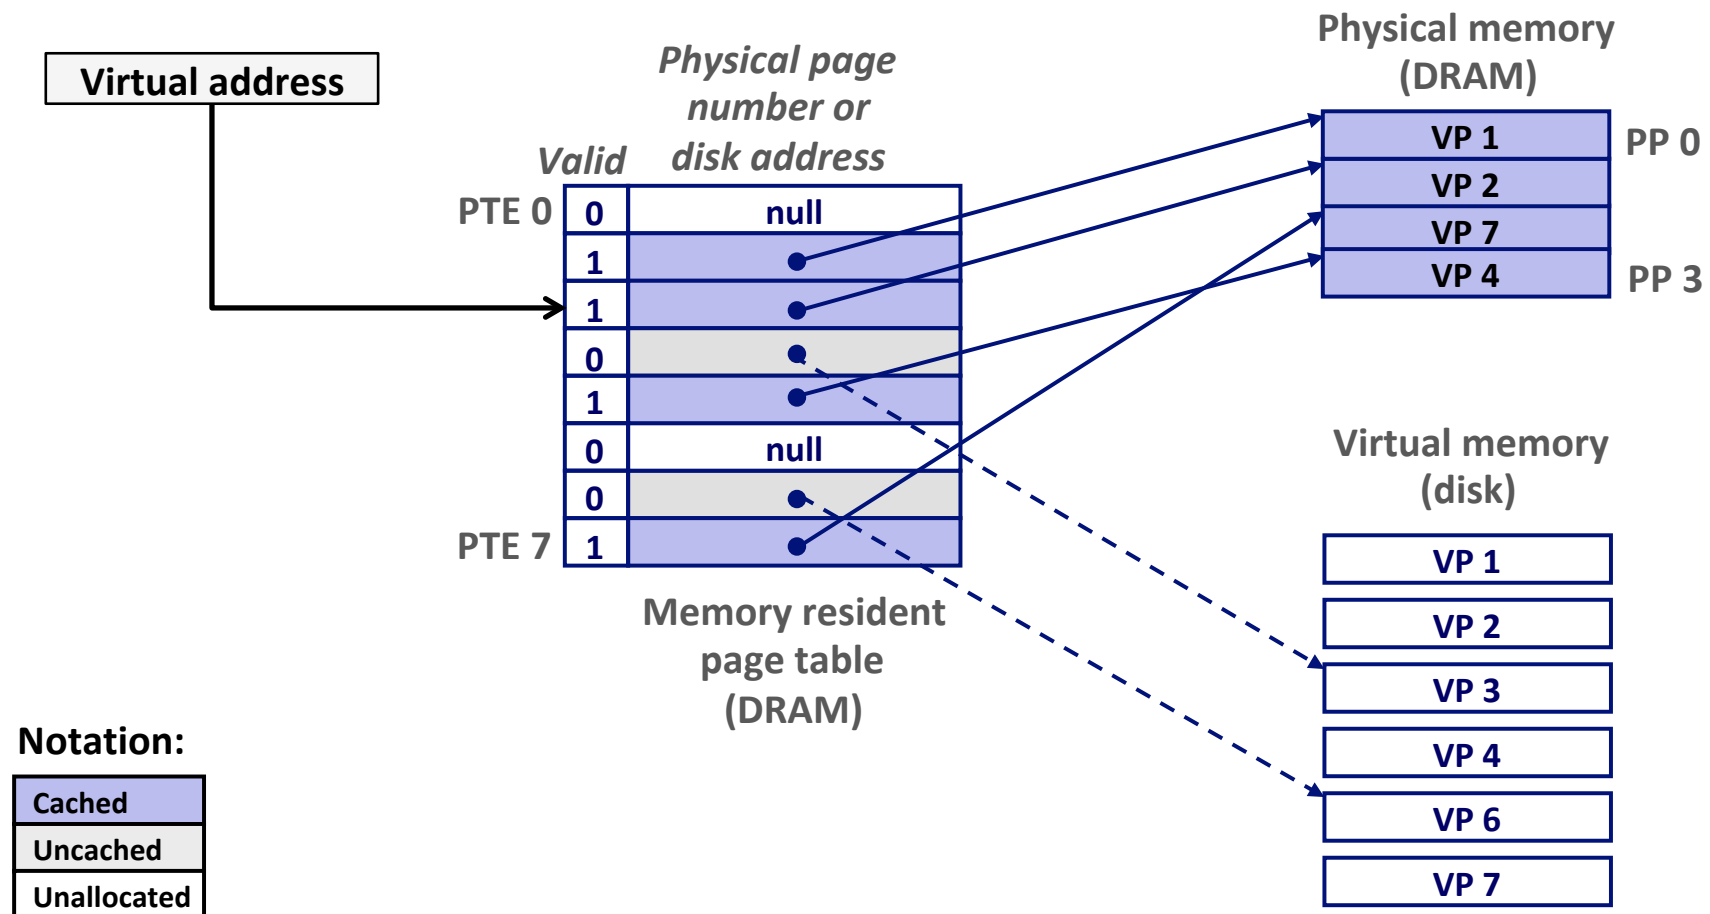 Virtual address
Physical page
number or
disk address
Valid
PTE 0
0
null
1
1
0
1
0
null
0
PTE 7
1
Memory resident
page table
(DRAM)
Physical memory
(DRAM)
VP 1
PP 0
VP 2
VP 7
VP 4
PP 3
Virtual memory
(disk)
VP 1
VP 2
VP 3
VP 4
VP 6
VP 7
Notation:
Cached
Uncached
Unallocated